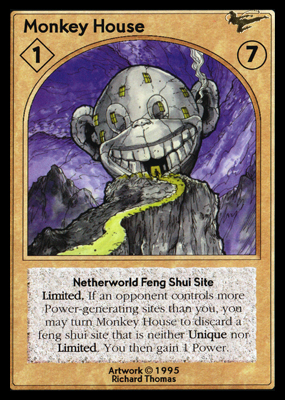 Monkey House
1
7
Netherworld Feng Shui Site
Limited. If an opponent controls more
Power-generating sites than you, you
may turn Monkey House to discard a
feng shui site that is neither Unique nor
Limited. You then gain 1 Power.
Artwork © 1995
Richard Thomas